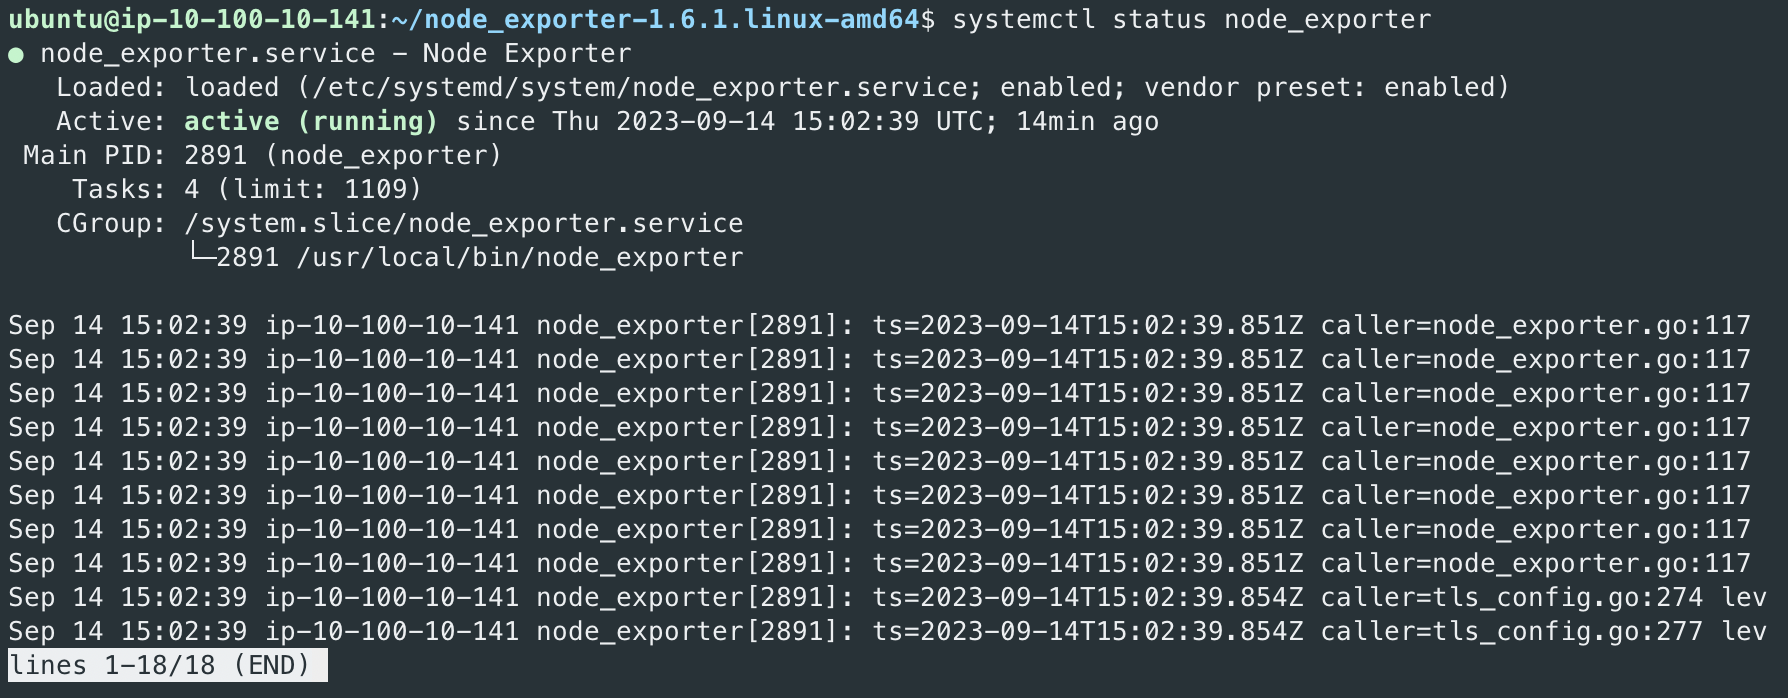 ubuntu@ip-10-100-10-141:~/node_exporter-1.6.1.linux-amd64$ systemctl status node_exporter
● node_exporter.service - Node Exporter
   Loaded: loaded (/etc/systemd/system/node_exporter.service; enabled; vendor preset: enabled)
   Active: active (running) since Thu 2023-09-14 15:02:39 UTC; 14min ago
 Main PID: 2891 (node_exporter)
    Tasks: 4 (limit: 1109)
   CGroup: /system.slice/node_exporter.service
           └─2891 /usr/local/bin/node_exporter

Sep 14 15:02:39 ip-10-100-10-141 node_exporter[2891]: ts=2023-09-14T15:02:39.851Z caller=node_exporter.go:117
Sep 14 15:02:39 ip-10-100-10-141 node_exporter[2891]: ts=2023-09-14T15:02:39.851Z caller=node_exporter.go:117
Sep 14 15:02:39 ip-10-100-10-141 node_exporter[2891]: ts=2023-09-14T15:02:39.851Z caller=node_exporter.go:117
Sep 14 15:02:39 ip-10-100-10-141 node_exporter[2891]: ts=2023-09-14T15:02:39.851Z caller=node_exporter.go:117
Sep 14 15:02:39 ip-10-100-10-141 node_exporter[2891]: ts=2023-09-14T15:02:39.851Z caller=node_exporter.go:117
Sep 14 15:02:39 ip-10-100-10-141 node_exporter[2891]: ts=2023-09-14T15:02:39.851Z caller=node_exporter.go:117
Sep 14 15:02:39 ip-10-100-10-141 node_exporter[2891]: ts=2023-09-14T15:02:39.851Z caller=node_exporter.go:117
Sep 14 15:02:39 ip-10-100-10-141 node_exporter[2891]: ts=2023-09-14T15:02:39.851Z caller=node_exporter.go:117
Sep 14 15:02:39 ip-10-100-10-141 node_exporter[2891]: ts=2023-09-14T15:02:39.854Z caller=tls_config.go:274 lev
Sep 14 15:02:39 ip-10-100-10-141 node_exporter[2891]: ts=2023-09-14T15:02:39.854Z caller=tls_config.go:277 lev
lines 1-18/18 (END)